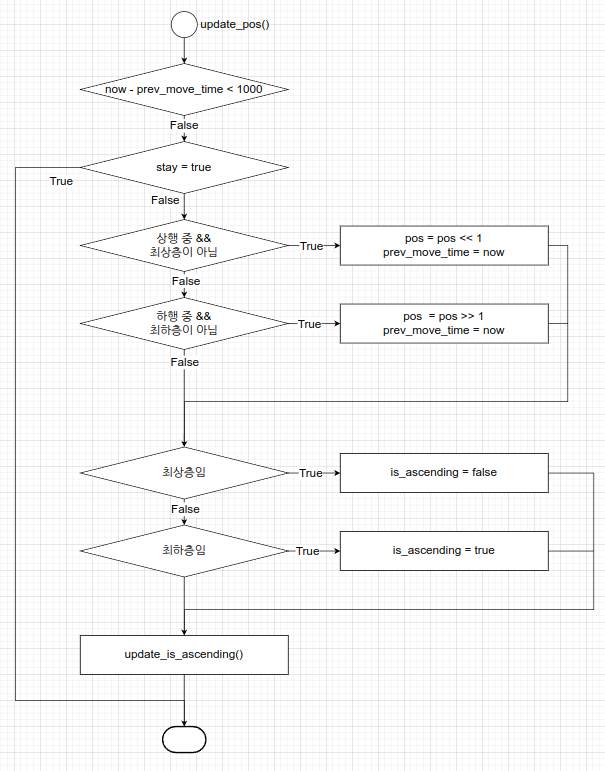 update_pos()
now - prev_move_time < 1000
False
stay = true
True
False
상행 중 &&
최상층이 아님
True
pos = pos << 1
prev_move_time = now
False
하행 중 &&
최하층이 아님
True
pos = pos >> 1
prev_move_time = now
False
최상층임
True
is_ascending = false
False
최하층임
True
is_ascending = true
update_is_ascending()